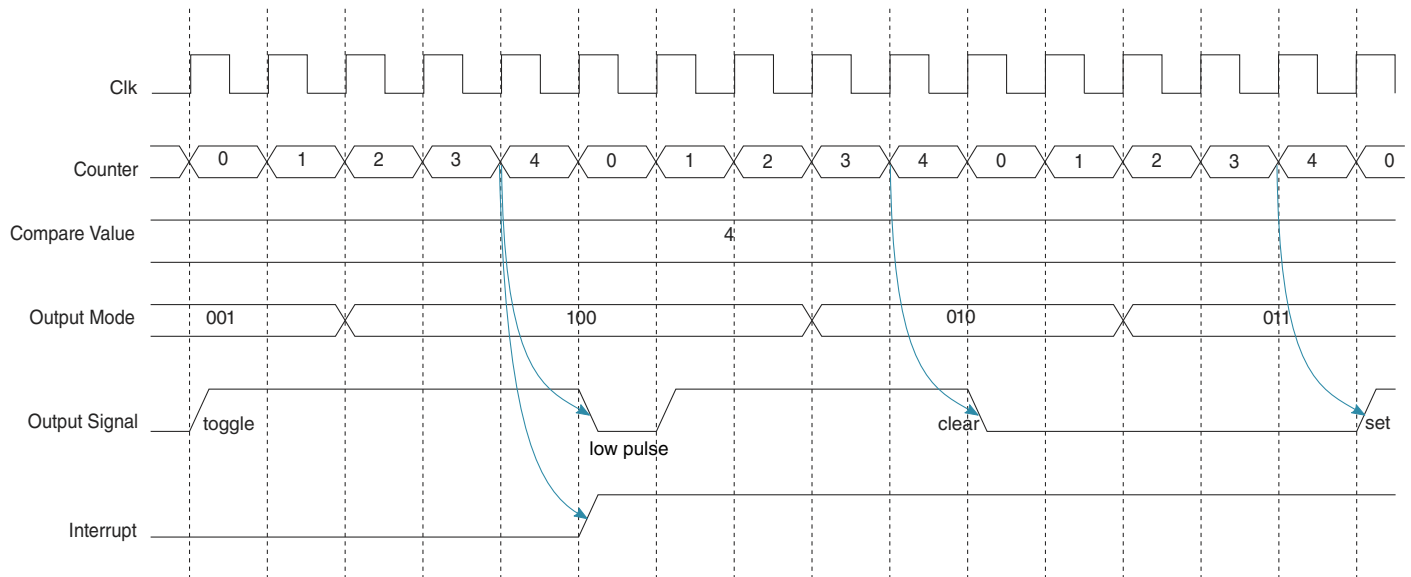 Clk
Counter 0 1 2 3 4 0 1 2 3 4 0 1 2 3 4 0
Compare Value 4
Output Mode 001 100 010 011
Output Signal toggle low pulse clear set
Interrupt